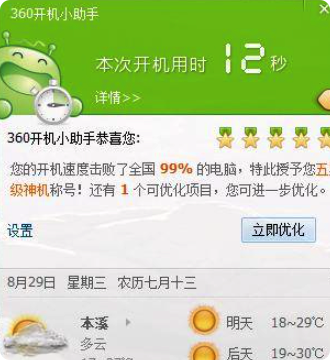 360开机小助手
本次开机用时 12 秒
详情>>
360开机小助手恭喜您:
您的开机速度击败了全国 99% 的电脑，特此授予您五
级神机称号！还有 1 个可优化项目，您可进一步优化。
设置
立即优化
8月29日 星期三 农历七月十三
本溪
明天 18~29℃
多云
后天 19~30℃